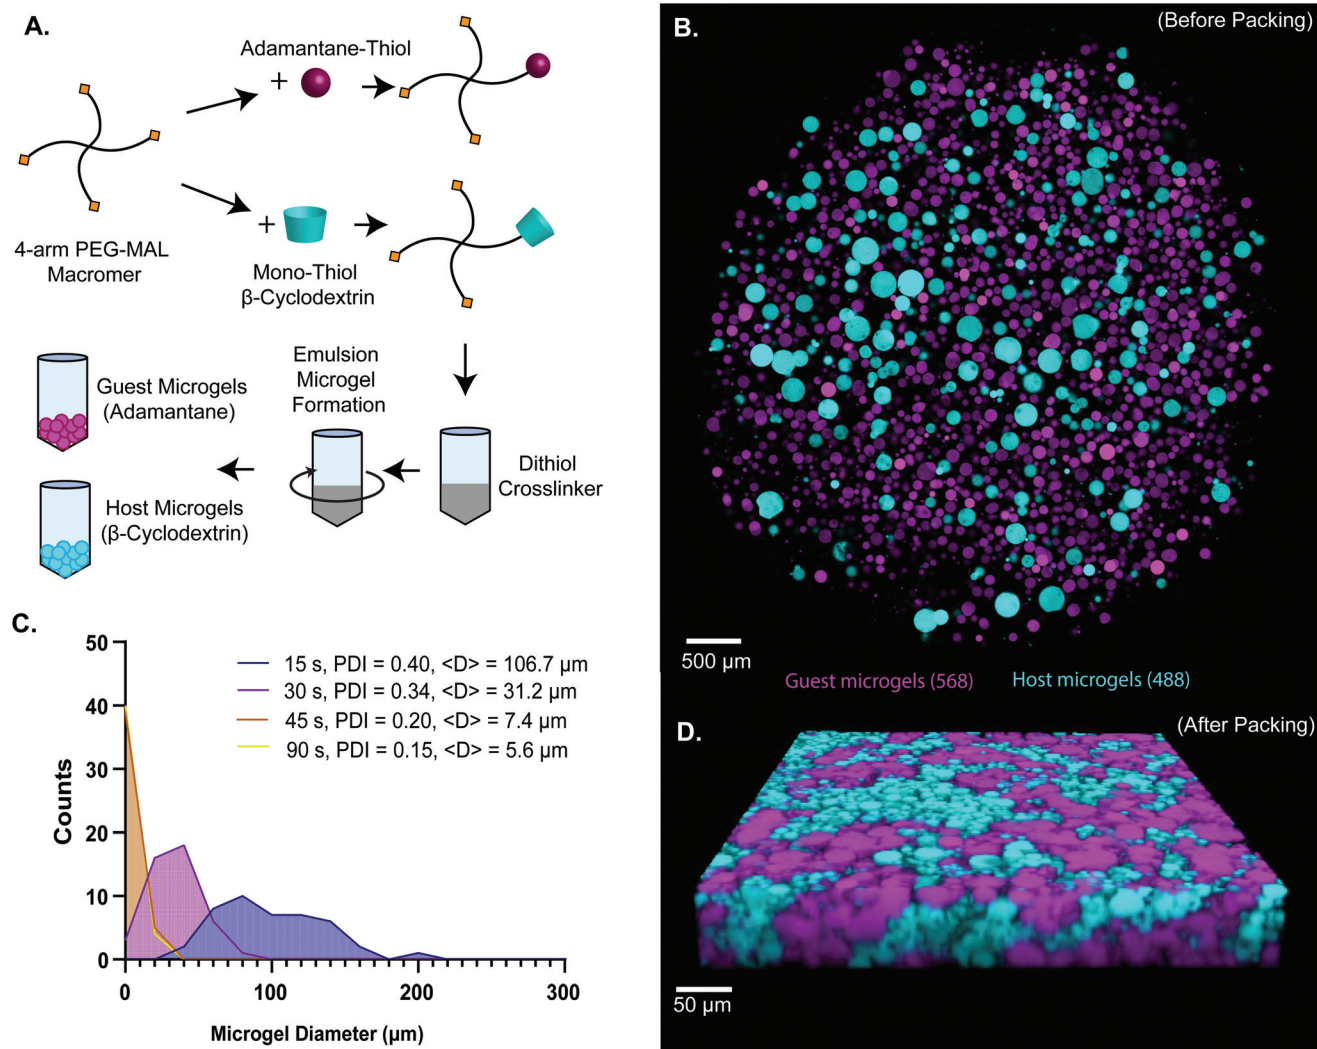 A.
Adamantane-Thiol
+
4-arm PEG-MAL
Macromer
+
Mono-Thiol
β-Cyclodextrin
Emulsion
Microgel
Formation
Dithiol
Crosslinker
Guest Microgels
(Adamantane)
Host Microgels
(β-Cyclodextrin)
B.
(Before Packing)
500 µm
Guest microgels (568)
Host microgels (488)
C.
50
40
30
20
10
0
Counts
15 s, PDI = 0.40, <D> = 106.7 µm
30 s, PDI = 0.34, <D> = 31.2 µm
45 s, PDI = 0.20, <D> = 7.4 µm
90 s, PDI = 0.15, <D> = 5.6 µm
0
100
200
300
Microgel Diameter (µm)
D.
(After Packing)
50 µm